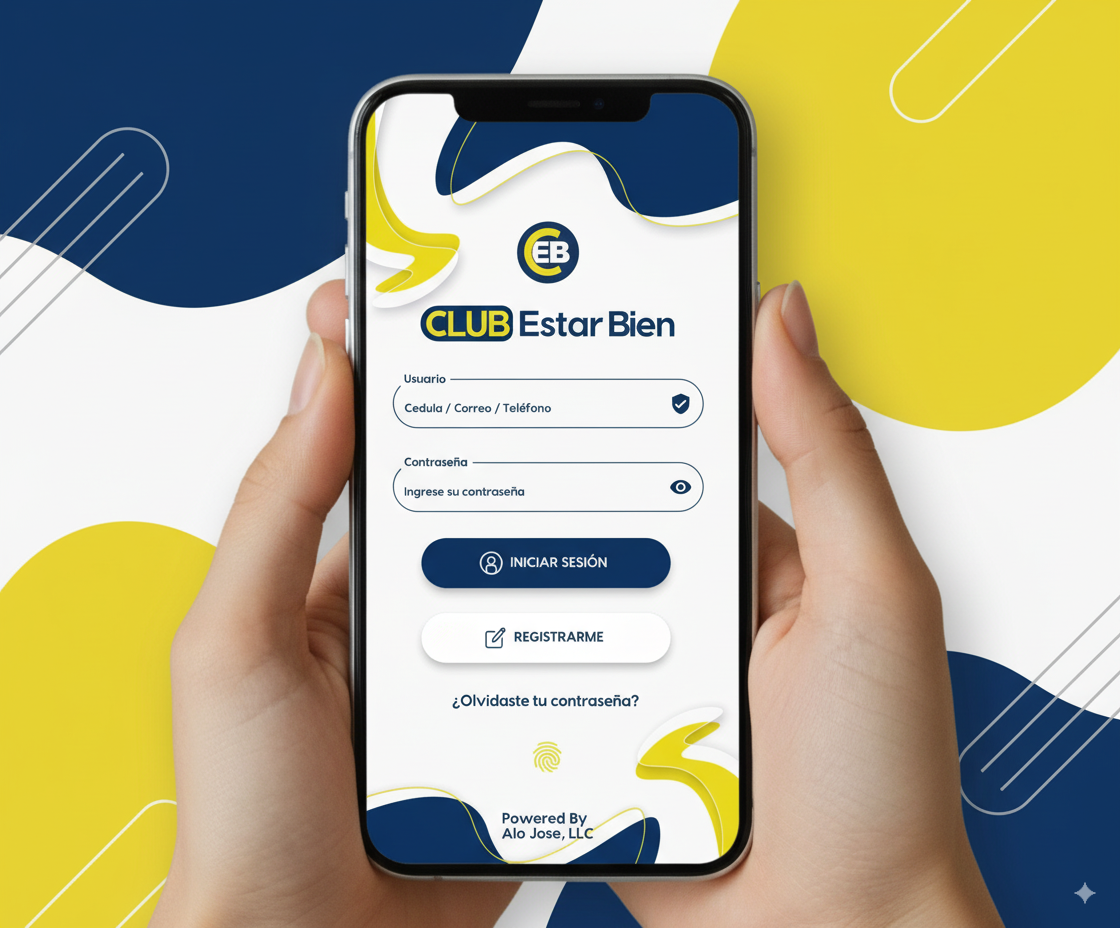 CEB
CLUB Estar Bien
Usuario
Cedula / Correo / Teléfono
Contraseña
Ingrese su contraseña
INICIAR SESIÓN
REGISTRARME
¿Olvidaste tu contraseña?
Powered By
Alo Jose, LLC